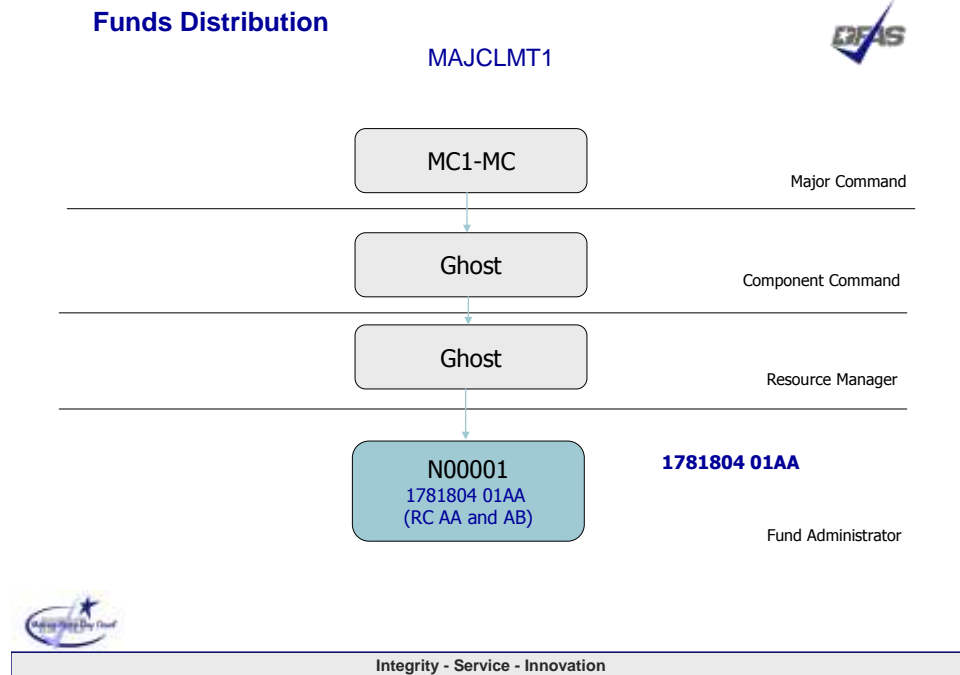 Funds Distribution
DFAS
MAJCLMT1
MC1-MC
Major Command
Ghost
Component Command
Ghost
Resource Manager
N00001
1781804 01AA
(RC AA and AB)
1781804 01AA
Fund Administrator
Integrity - Service - Innovation